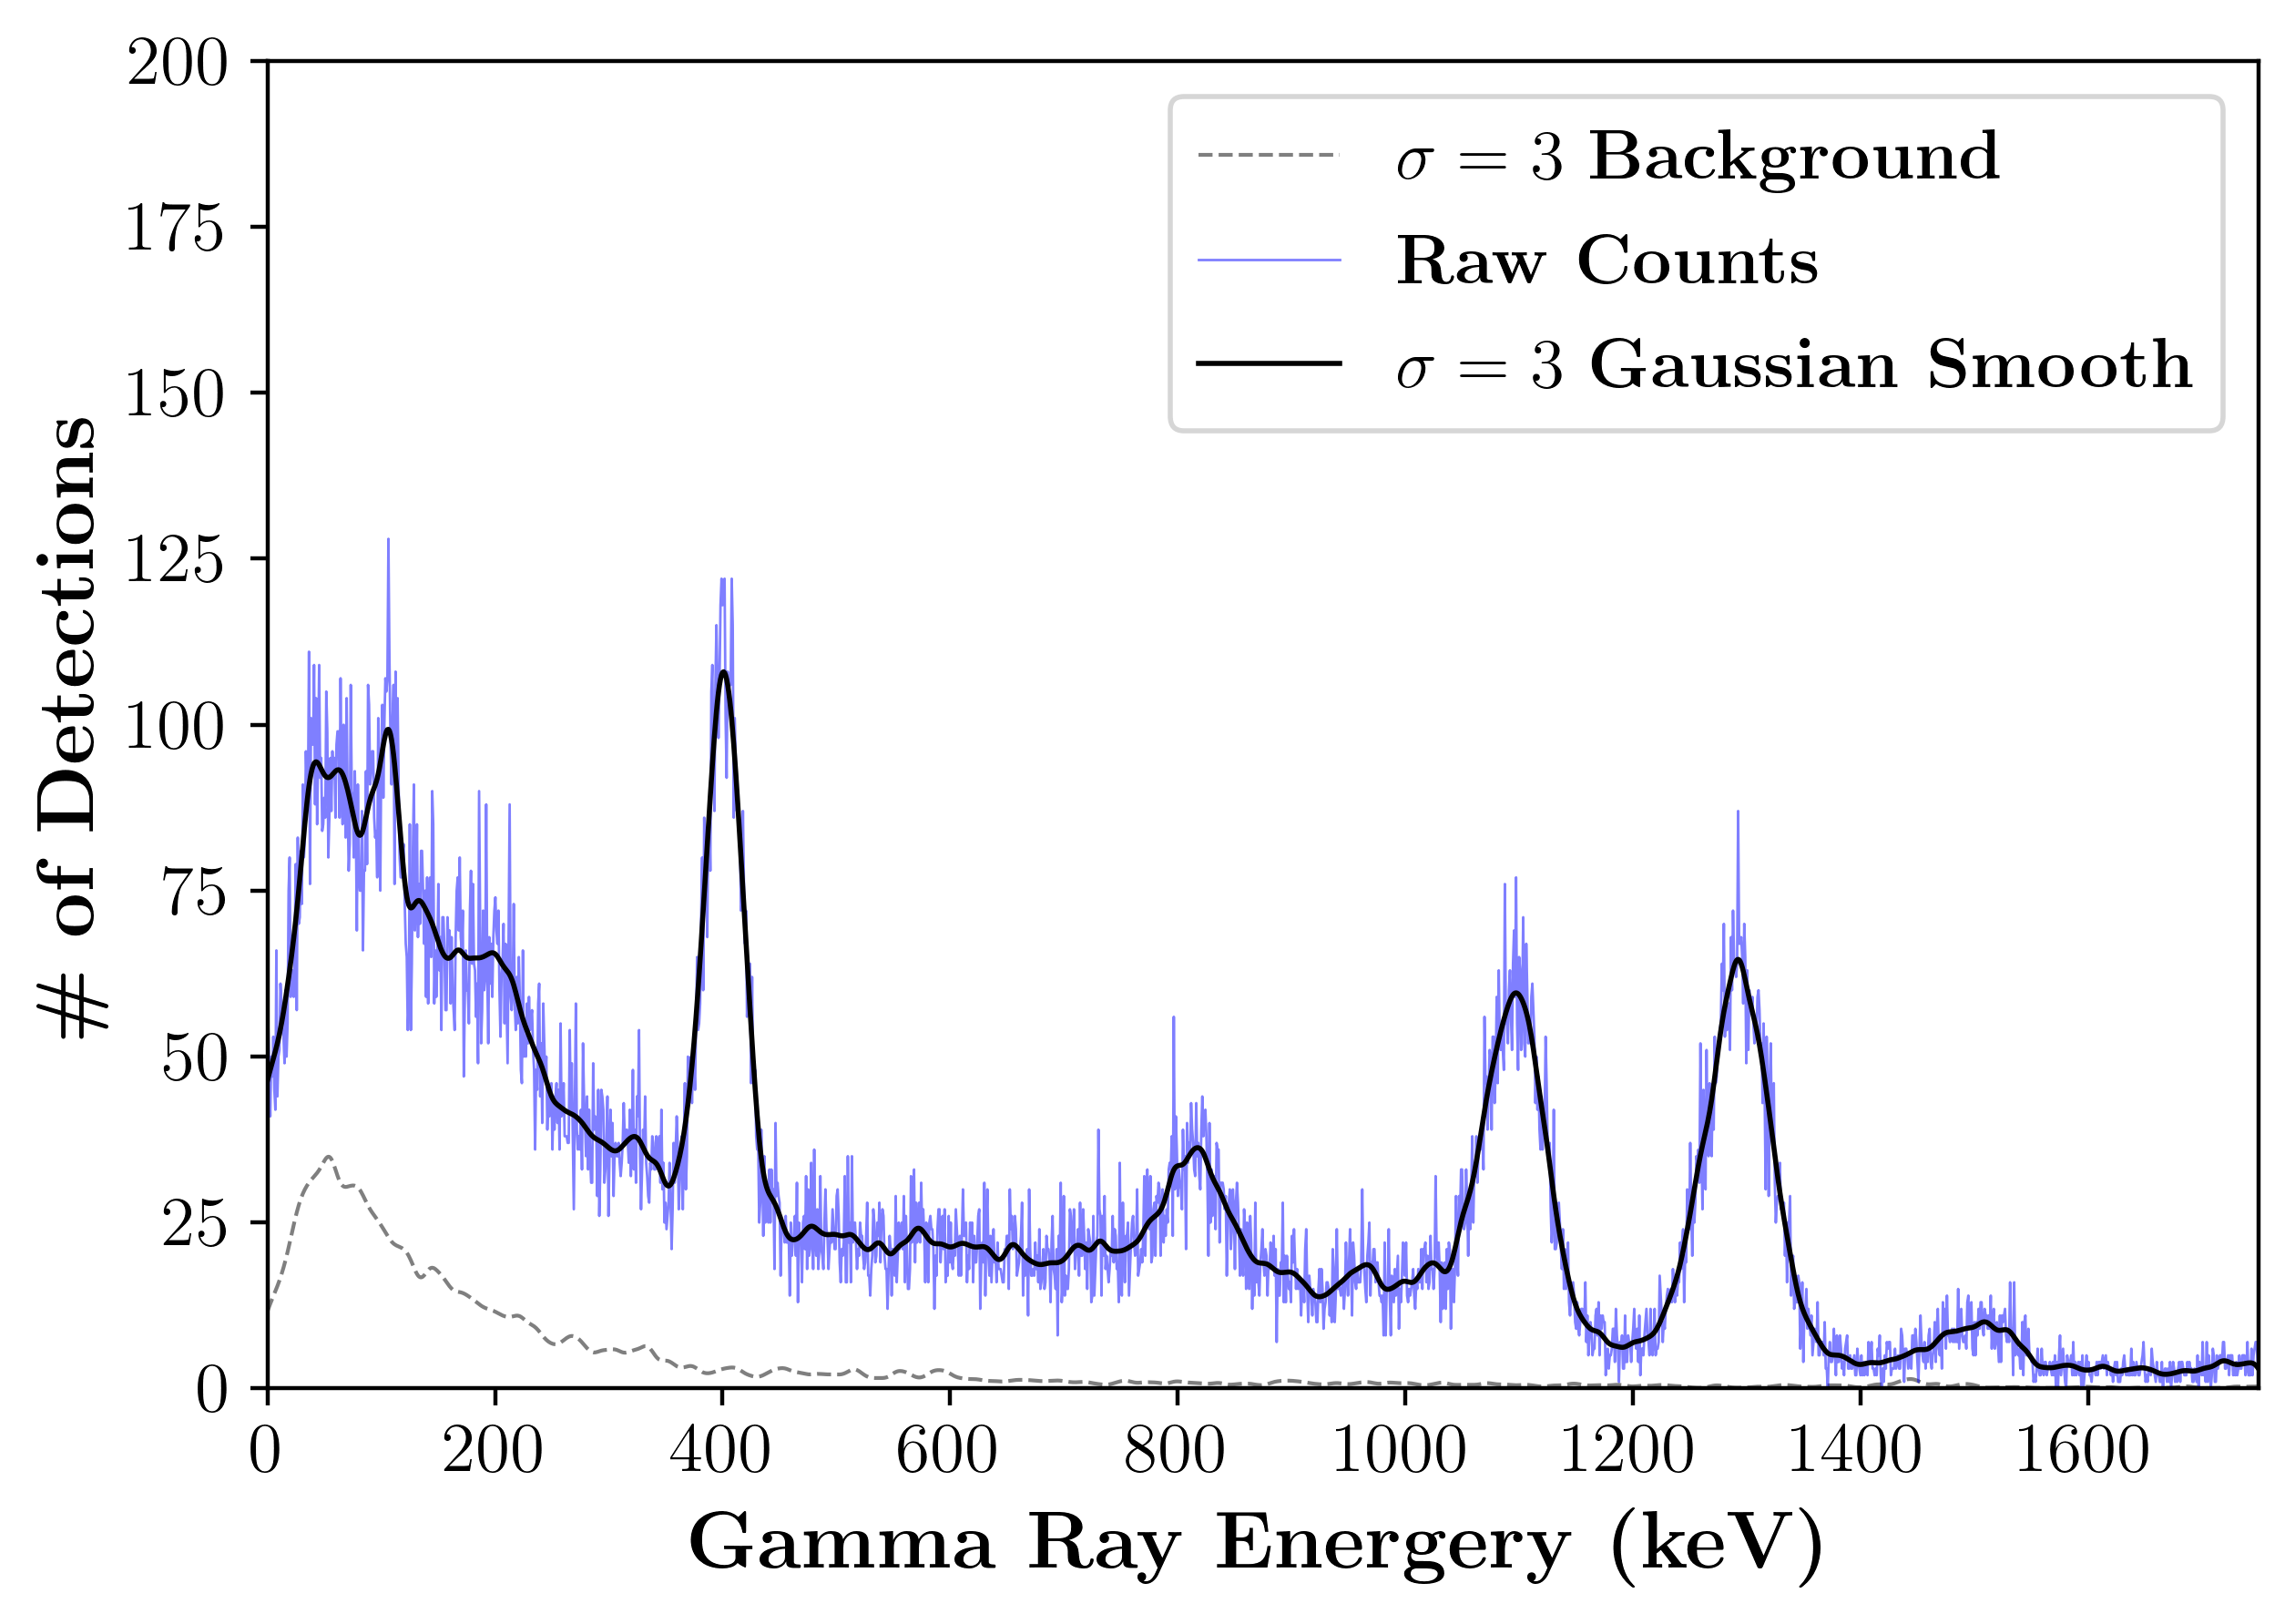 200
175
150
125
100
75
50
25
0
# of Detections
σ = 3 Background
Raw Counts
σ = 3 Gaussian Smooth
0 200 400 600 800 1000 1200 1400 1600
Gamma Ray Energery (keV)